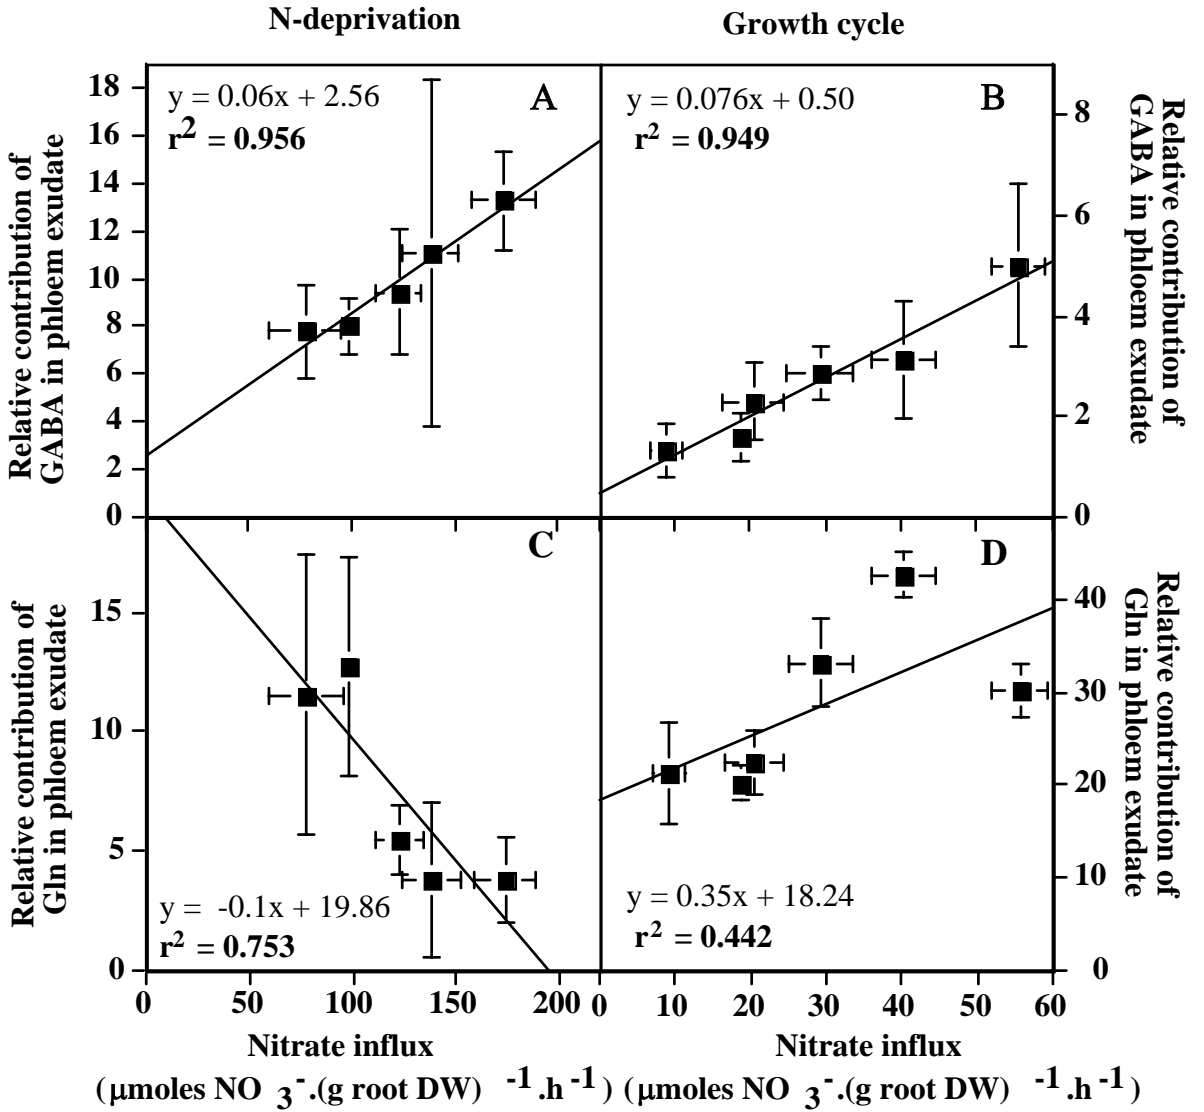 N-deprivation
Growth cycle
Relative contribution of
GABA in phloem exudate
18
16
14
12
10
8
6
4
2
0
y = 0.06x + 2.56
r2 = 0.956
A
y = 0.076x + 0.50
r2 = 0.949
B
8
6
4
2
0
Relative contribution of
GABA in phloem exudate
Relative contribution of
Gln in phloem exudate
15
10
5
0
C
y = -0.1x + 19.86
r2 = 0.753
D
y = 0.35x + 18.24
r2 = 0.442
40
30
20
10
0
Relative contribution of
Gln in phloem exudate
0 50 100 150 200
0 10 20 30 40 50 60
Nitrate influx
(µmoles NO 3-.(g root DW) -1.h-1)
Nitrate influx
(µmoles NO 3-.(g root DW) -1.h-1)